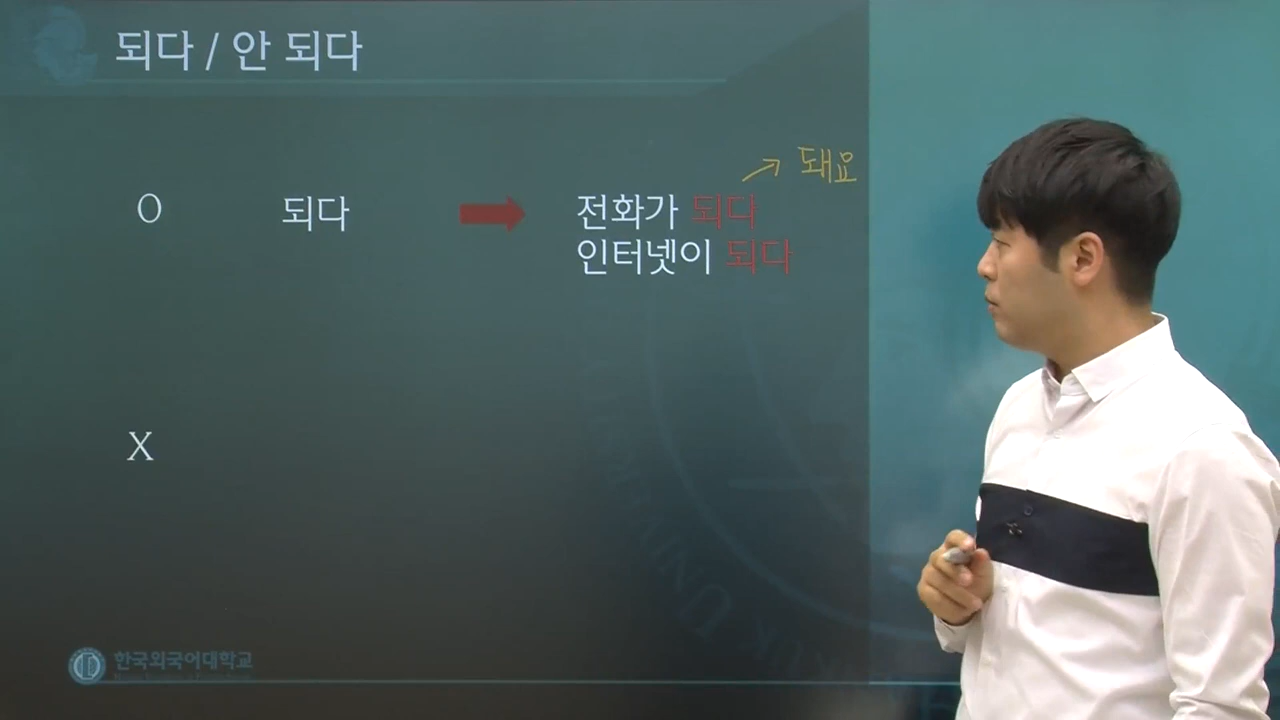 되다 / 안 되다
돼요
O 되다 전화가 되다
인터넷이 되다
X
한국외국어대학교